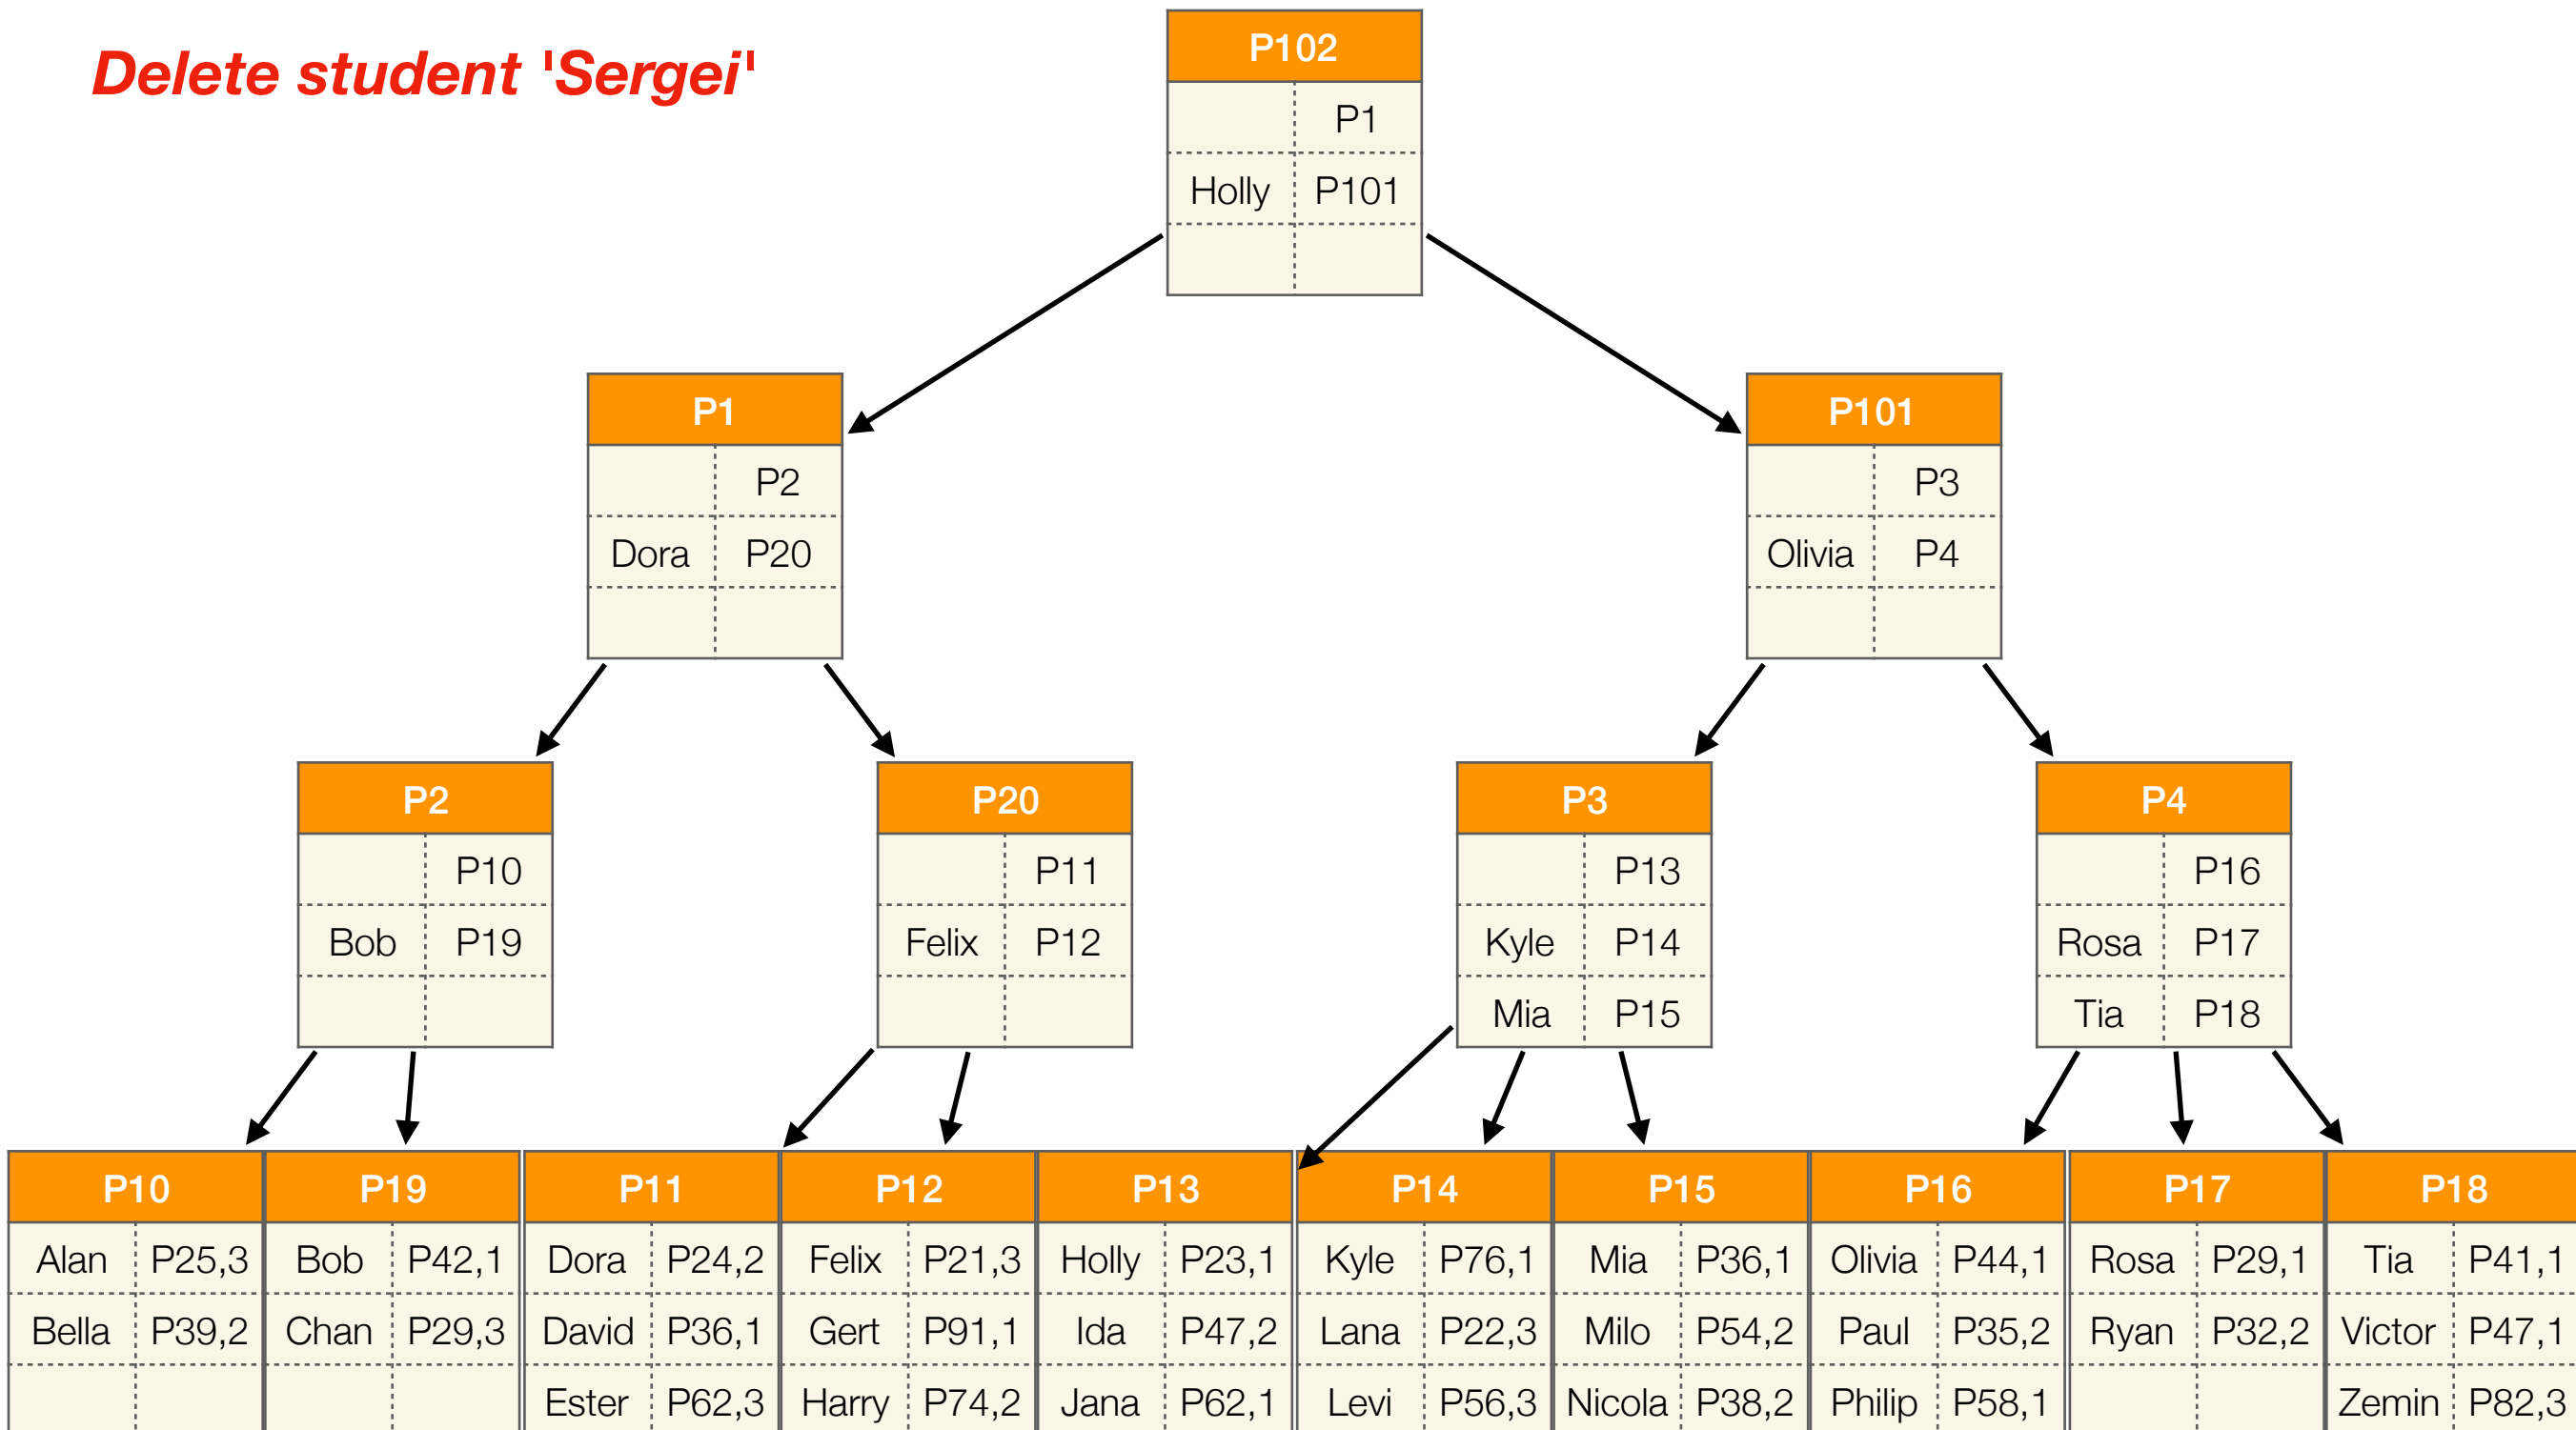 Delete student 'Sergei'
P102
P1
Holly P101
P1
P2
Dora P20
P101
P3
Olivia P4
P2
P10
Bob P19
P20
P11
Felix P12
P3
P13
Kyle P14
Mia P15
P4
P16
Rosa P17
Tia P18
P10 P19 P11 P12 P13 P14 P15 P16 P17 P18
Alan P25,3 Bob P42,1 Dora P24,2 Felix P21,3 Holly P23,1 Kyle P76,1 Mia P36,1 Olivia P44,1 Rosa P29,1 Tia P41,1
Bella P39,2 Chan P29,3 David P36,1 Gert P91,1 Ida P47,2 Lana P22,3 Milo P54,2 Paul P35,2 Ryan P32,2 Victor P47,1
Ester P62,3 Harry P74,2 Jana P62,1 Levi P56,3 Nicola P38,2 Philip P58,1 Zemin P82,3